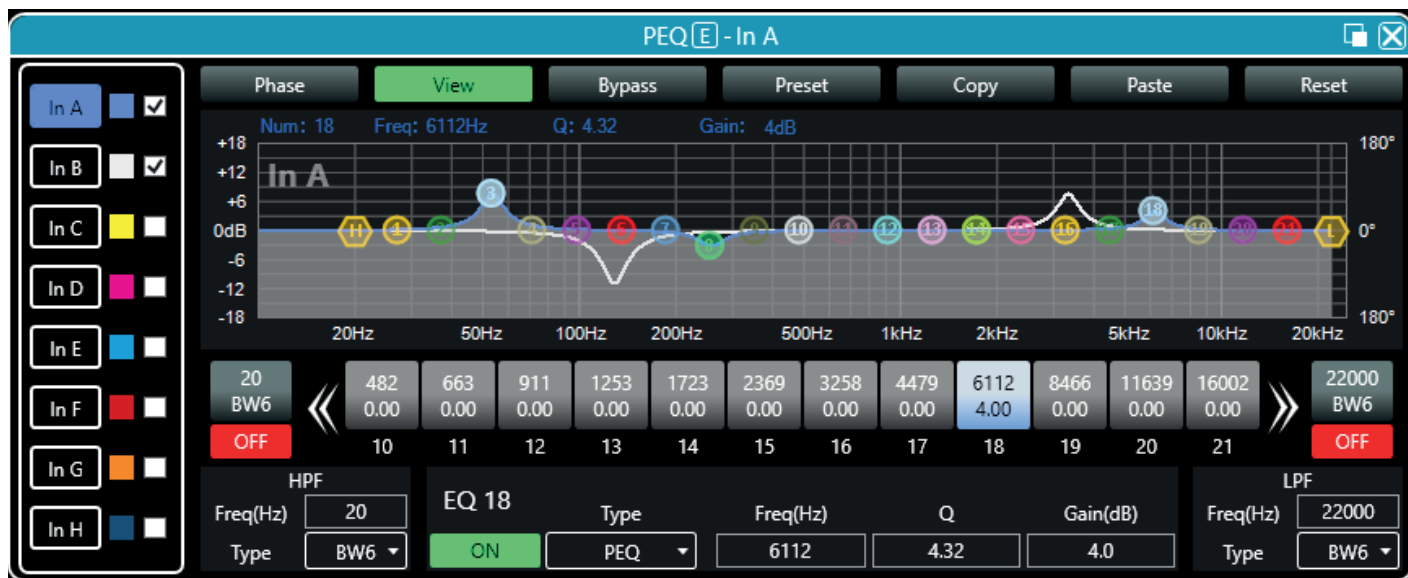 PEQ E - In A
In A
In B
In C
In D
In E
In F
In G
In H
Phase View Bypass Preset Copy Paste Reset
Num: 18 Freq: 6112Hz Q: 4.32 Gain: 4dB
+18 180°
+12
+6
0dB 0°
-6
-12
-18 180°
In A
H 1 2 3 4 5 6 7 8 9 10 11 12 13 14 15 16 17 18 19 20 21 L
20Hz 50Hz 100Hz 200Hz 500Hz 1kHz 2kHz 5kHz 10kHz 20kHz
20 482 663 911 1253 1723 2369 3258 4479 6112 8466 11639 16002 22000
BW6 0.00 0.00 0.00 0.00 0.00 0.00 0.00 0.00 4.00 0.00 0.00 0.00 BW6
OFF 10 11 12 13 14 15 16 17 18 19 20 21 OFF
HPF
Freq(Hz) 20
Type BW6
EQ 18 Type Freq(Hz) Q Gain(dB)
ON PEQ 6112 4.32 4.0
LPF
Freq(Hz) 22000
Type BW6